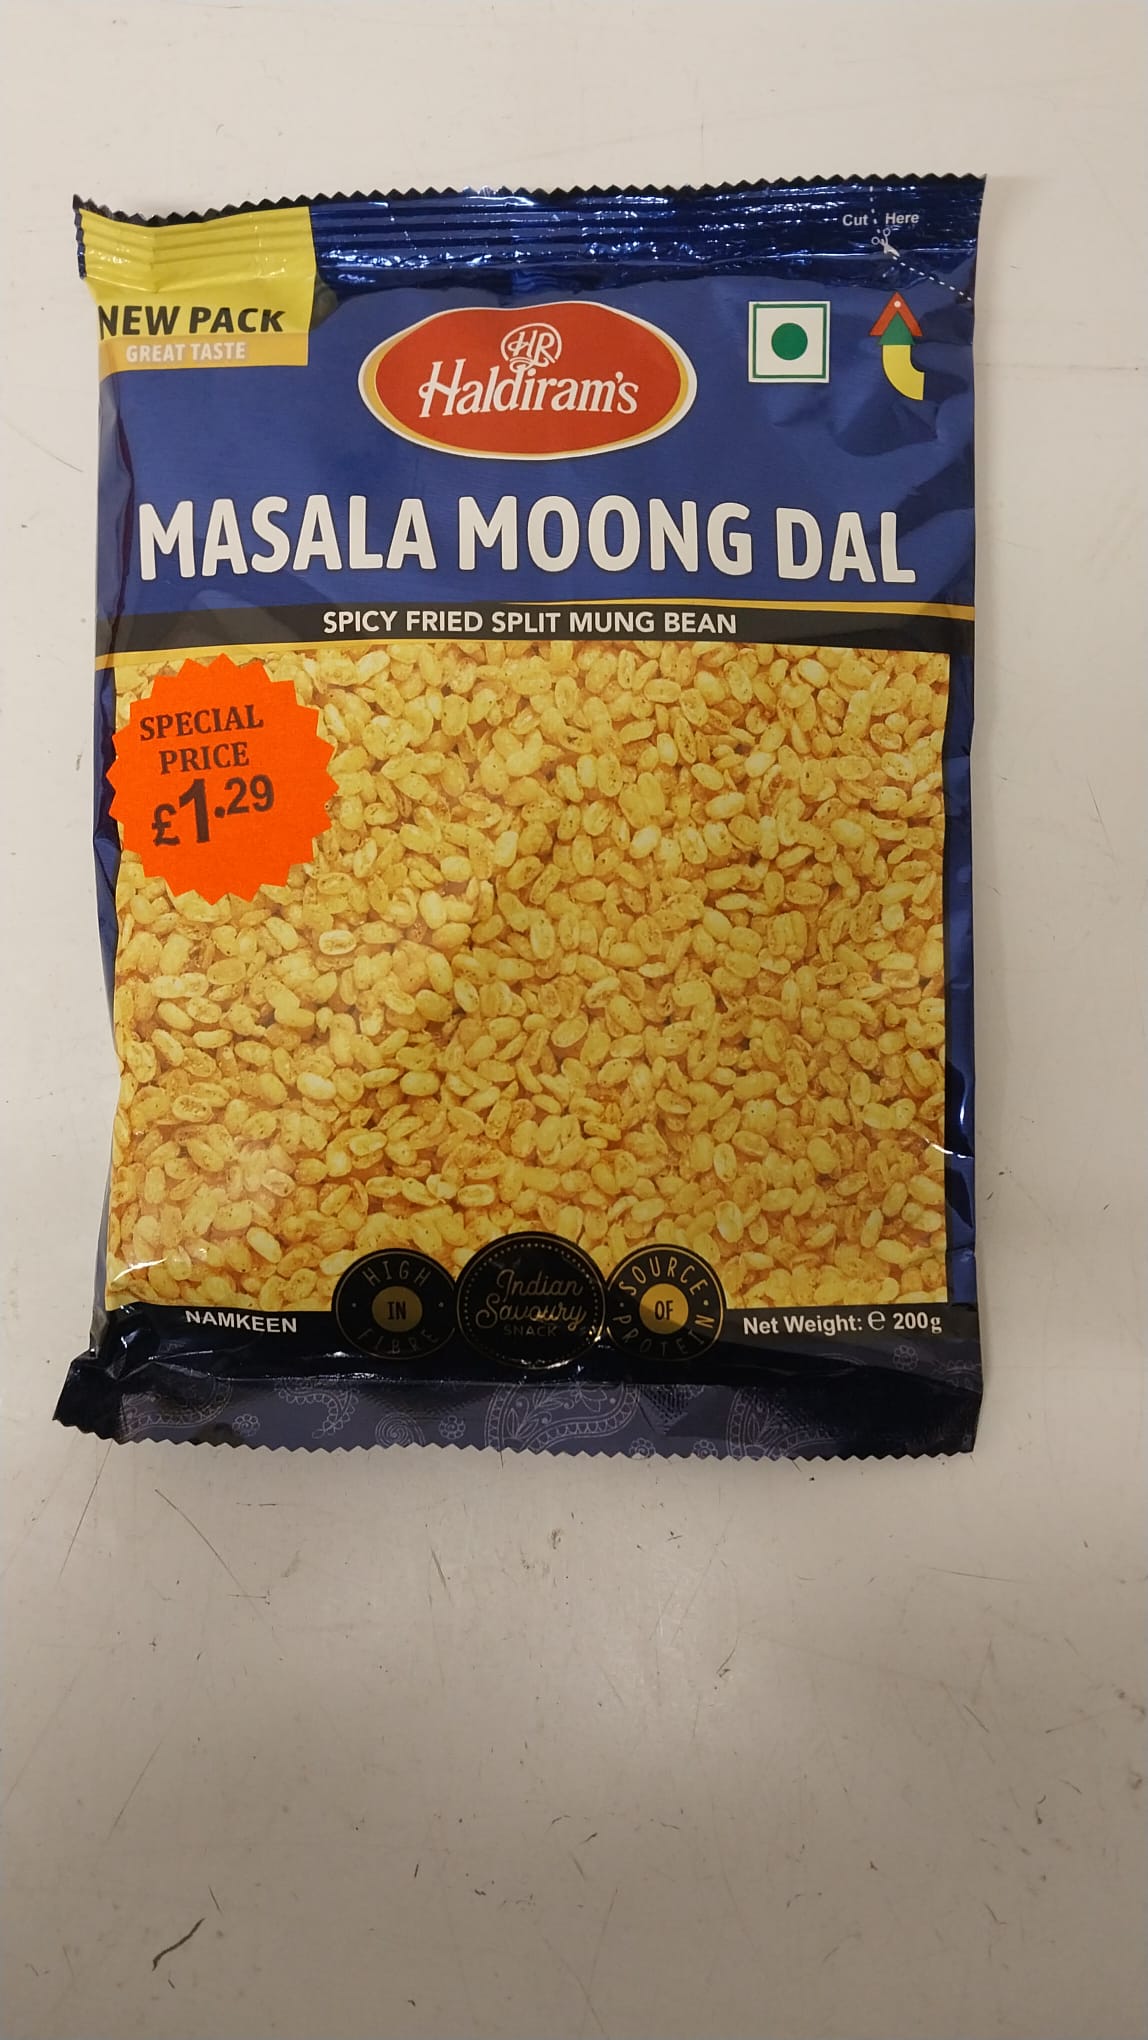 Cut Here
NEW PACK
GREAT TASTE
HR
Haldiram's
MASALA MOONG DAL
SPICY FRIED SPLIT MUNG BEAN
SPECIAL
PRICE
£1.29
HIGH
IN
FIBRE
Indian
Savoury
SNACK
SOURCE
OF
PROTEIN
NAMKEEN
Net Weight: ℮ 200g